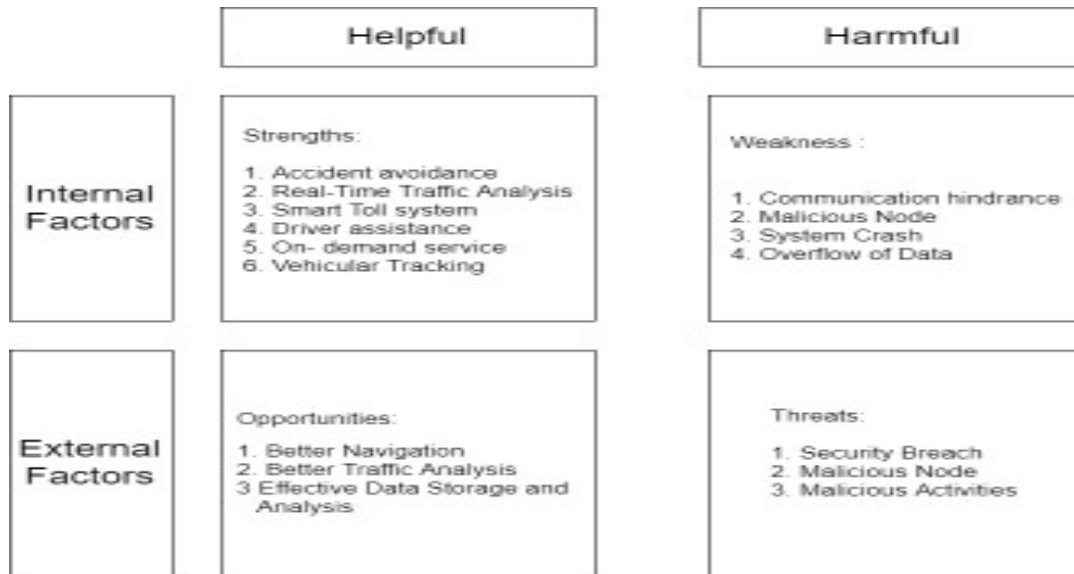 Helpful
Harmful
Internal
Factors
Strengths:
1. Accident avoidance
2. Real-Time Traffic Analysis
3. Smart Toll system
4. Driver assistance
5. On- demand service
6. Vehicular Tracking
Weakness :
1. Communication hindrance
2. Malicious Node
3. System Crash
4. Overflow of Data
External
Factors
Opportunities:
1. Better Navigation
2. Better Traffic Analysis
3 Effective Data Storage and
Analysis
Threats:
1. Security Breach
2. Malicious Node
3. Malicious Activities